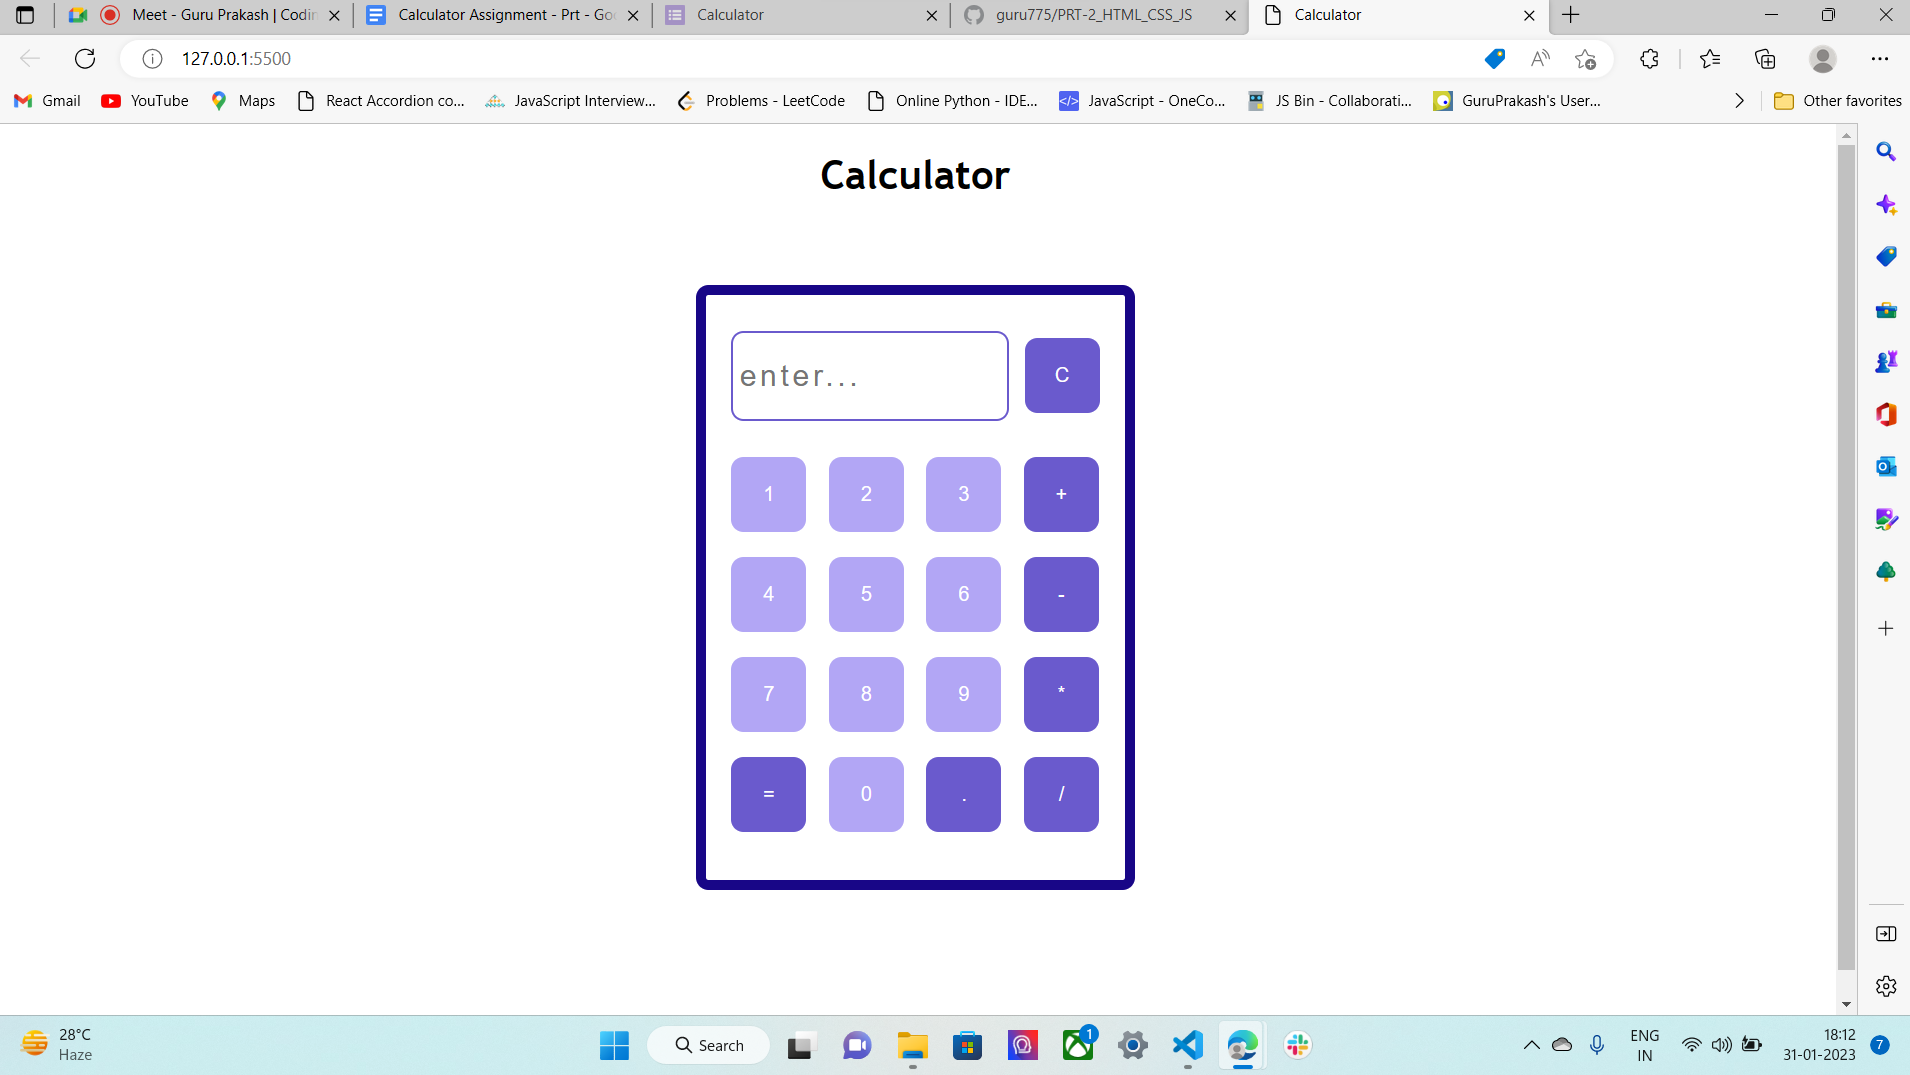 Meet - Guru Prakash | Codin
Calculator Assignment - Prt - Go
Calculator
guru775/PRT-2_HTML_CSS_JS
Calculator
127.0.0.1:5500
Gmail
YouTube
Maps
React Accordion co...
JavaScript Interview...
Problems - LeetCode
Online Python - IDE...
JavaScript - OneCo...
JS Bin - Collaborati...
GuruPrakash's User...
Other favorites
Calculator
enter...
C
1 2 3 +
4 5 6 -
7 8 9 *
= 0 . /
28°C
Haze
Search
1
ENG
IN
18:12
31-01-2023
7